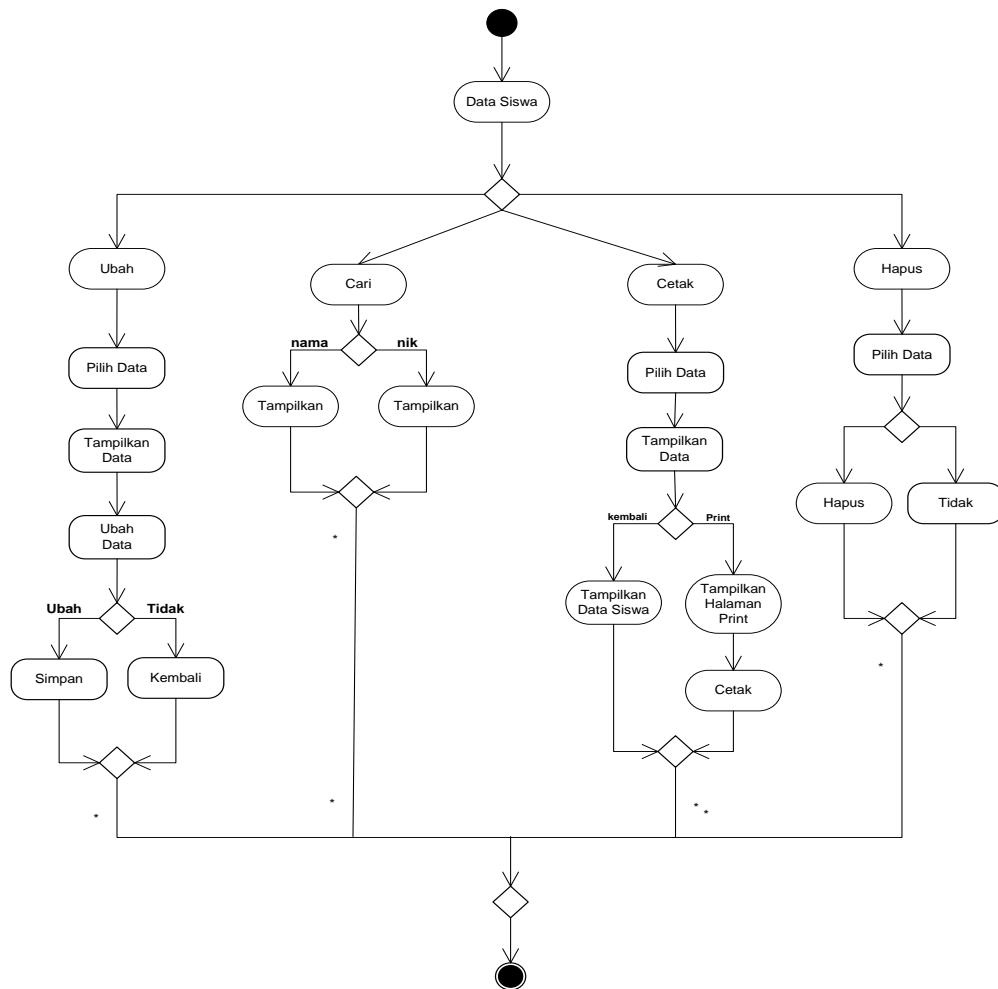 Data Siswa
Ubah
Cari
Cetak
Hapus
nama
nik
Pilih Data
Pilih Data
Pilih Data
Tampilkan
Tampilkan
Tampilkan
Data
Tampilkan
Data
Hapus
Tidak
Ubah
Data
kembali
Print
*
Tampilkan
Data Siswa
Tampilkan
Halaman
Print
Ubah
Tidak
Simpan
Kembali
Cetak
*
*
*
*
*